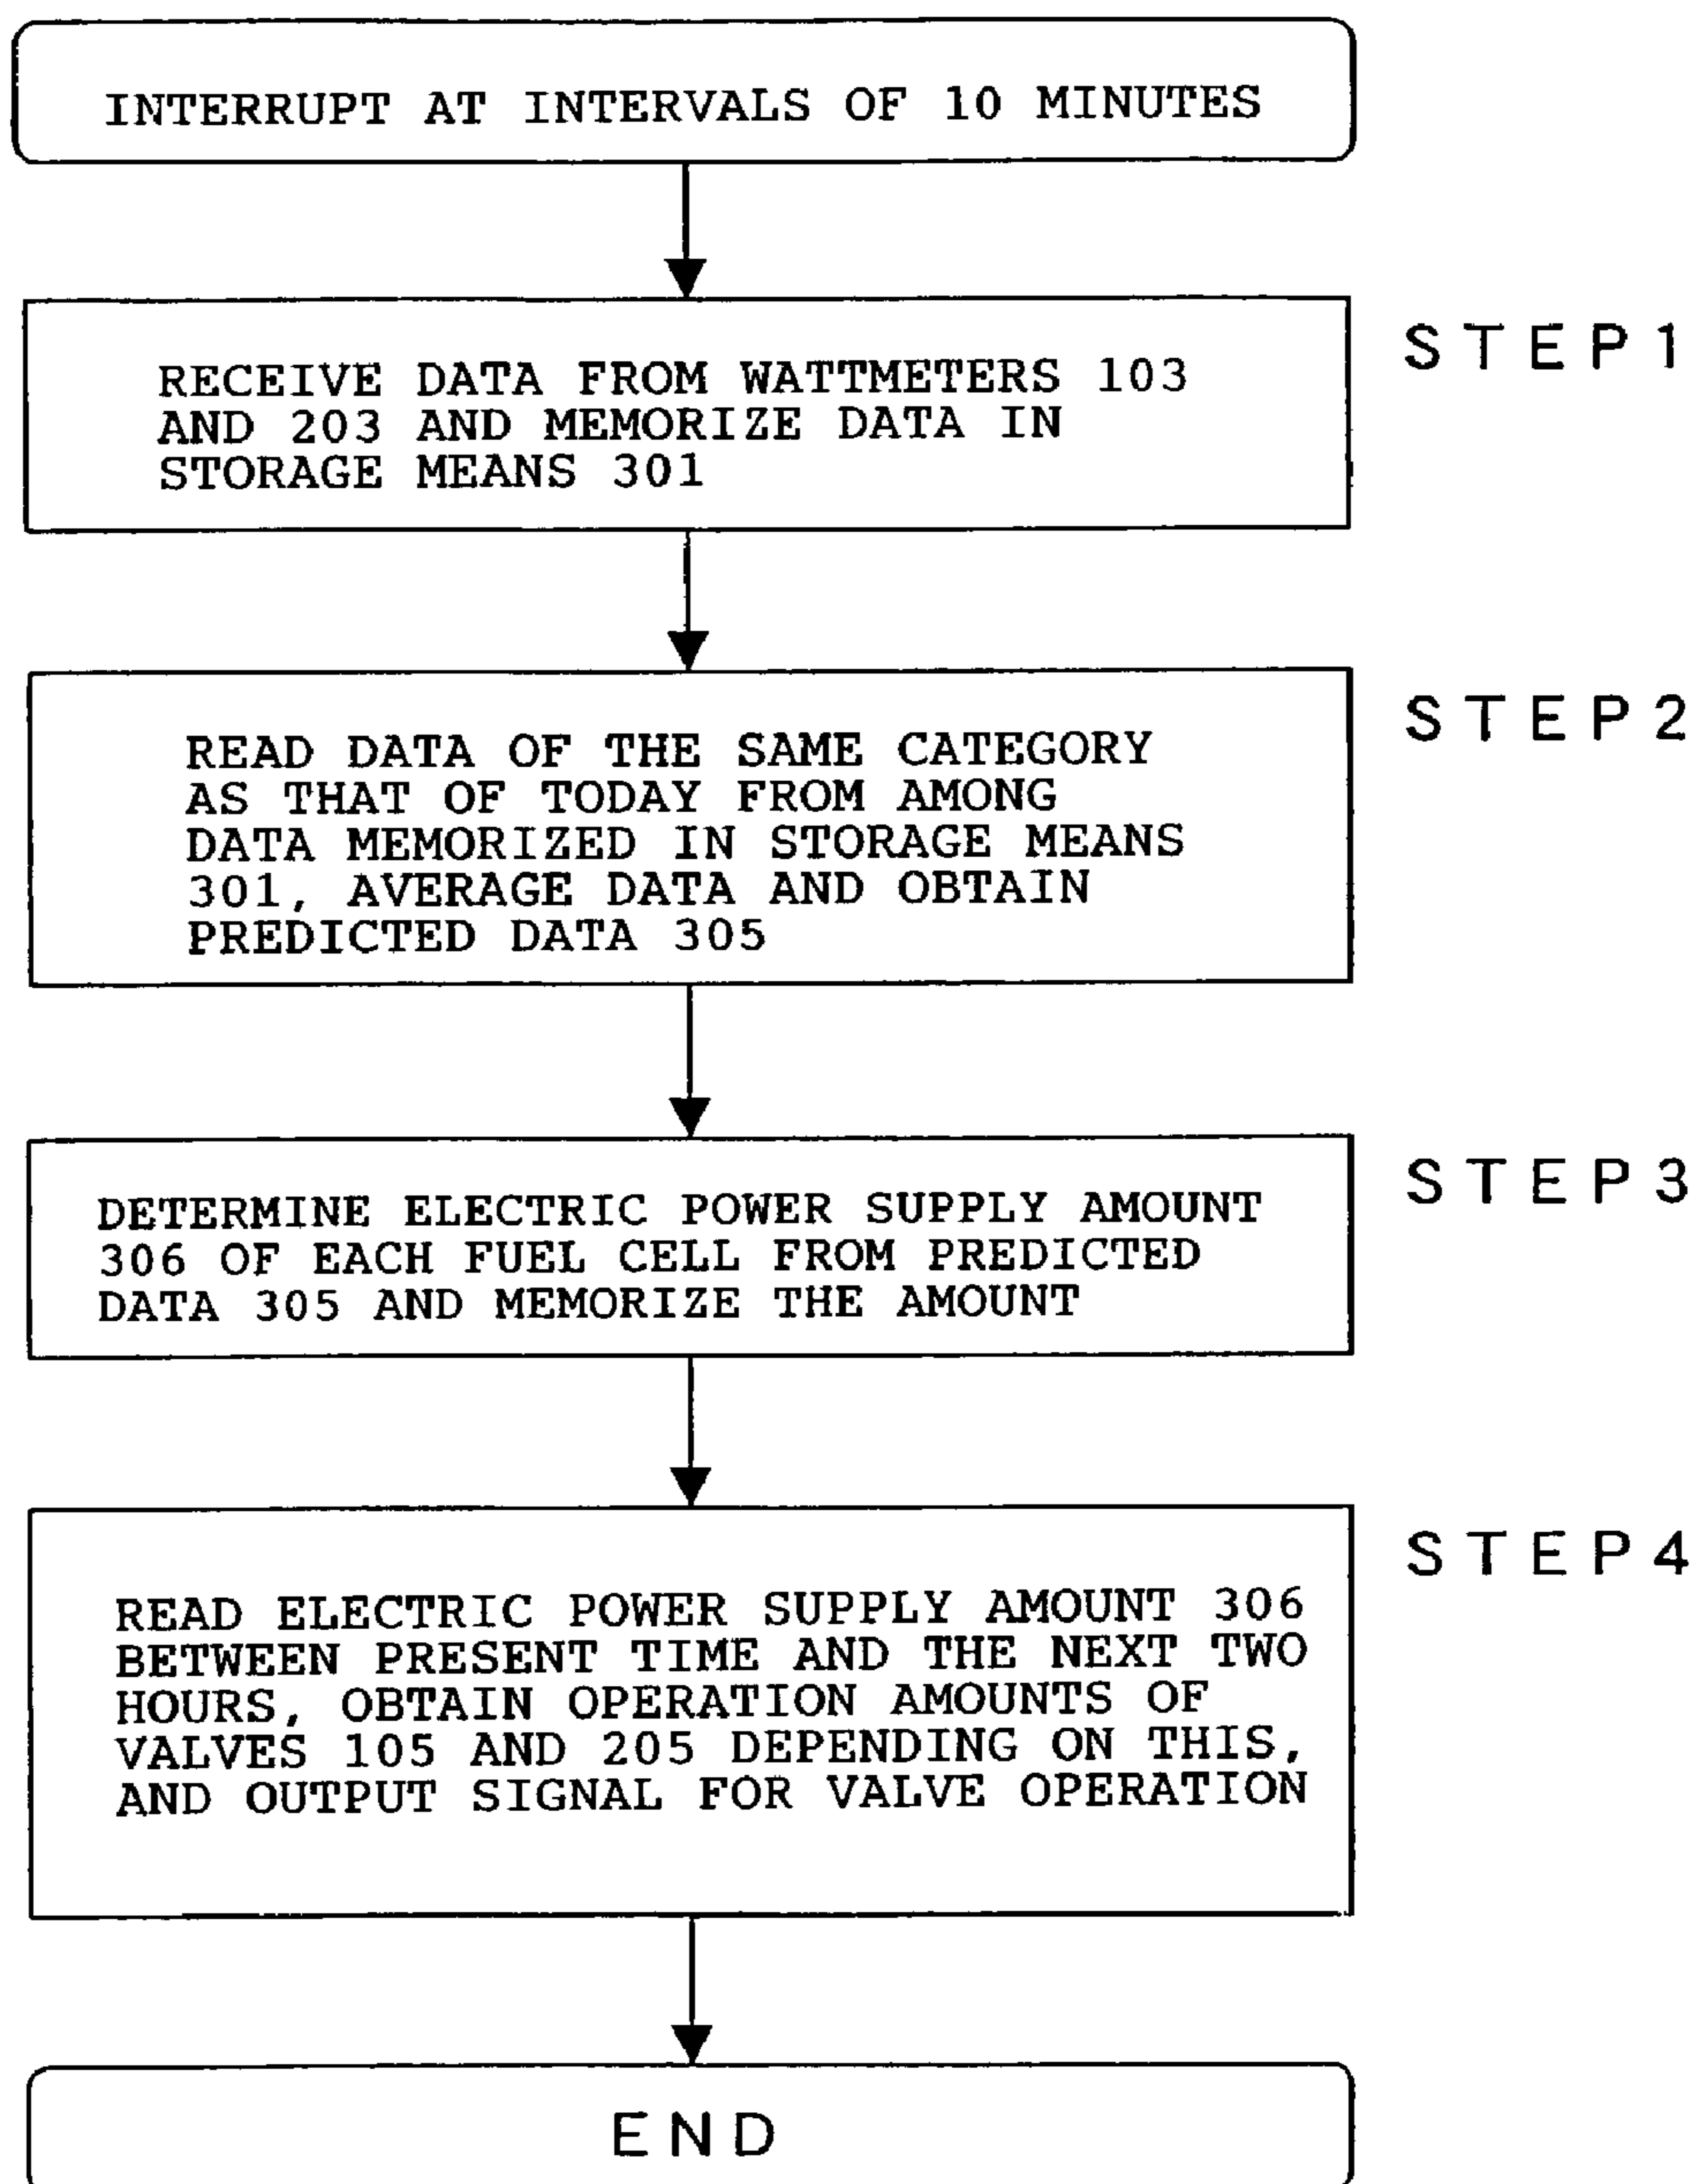 INTERRUPT AT INTERVALS OF 10 MINUTES
STEP1
RECEIVE DATA FROM WATTMETERS 103
AND 203 AND MEMORIZE DATA IN
STORAGE MEANS 301
STEP2
READ DATA OF THE SAME CATEGORY
AS THAT OF TODAY FROM AMONG
DATA MEMORIZED IN STORAGE MEANS
301, AVERAGE DATA AND OBTAIN
PREDICTED DATA 305
STEP3
DETERMINE ELECTRIC POWER SUPPLY AMOUNT
306 OF EACH FUEL CELL FROM PREDICTED
DATA 305 AND MEMORIZE THE AMOUNT
STEP4
READ ELECTRIC POWER SUPPLY AMOUNT 306
BETWEEN PRESENT TIME AND THE NEXT TWO
HOURS, OBTAIN OPERATION AMOUNTS OF
VALVES 105 AND 205 DEPENDING ON THIS,
AND OUTPUT SIGNAL FOR VALVE OPERATION
END